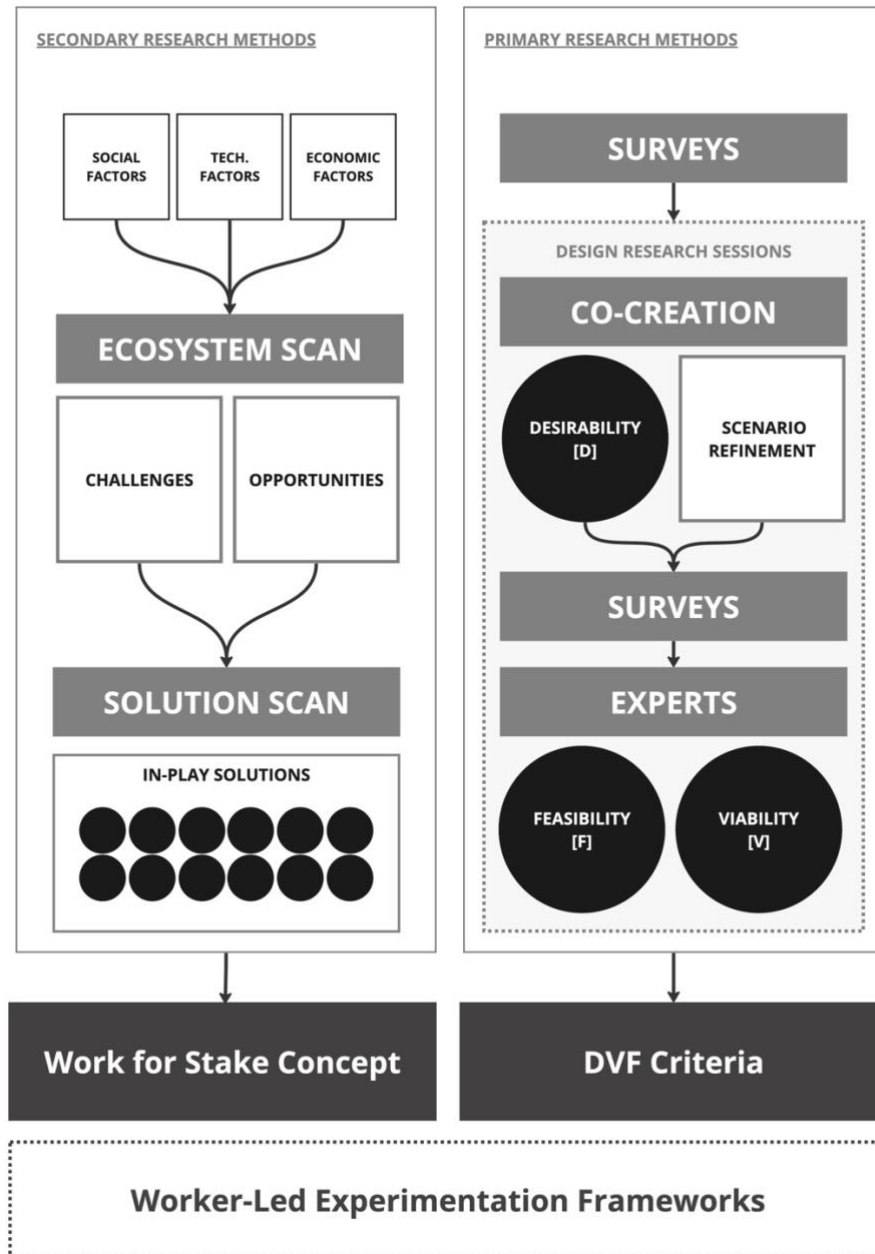 SECONDARY RESEARCH METHODS
SOCIAL
FACTORS
TECH.
FACTORS
ECONOMIC
FACTORS
ECOSYSTEM SCAN
CHALLENGES
OPPORTUNITIES
SOLUTION SCAN
IN-PLAY SOLUTIONS
Work for Stake Concept
PRIMARY RESEARCH METHODS
SURVEYS
DESIGN RESEARCH SESSIONS
CO-CREATION
DESIRABILITY
[D]
SCENARIO
REFINEMENT
SURVEYS
EXPERTS
FEASIBILITY
[F]
VIABILITY
[V]
DVF Criteria
Worker-Led Experimentation Frameworks